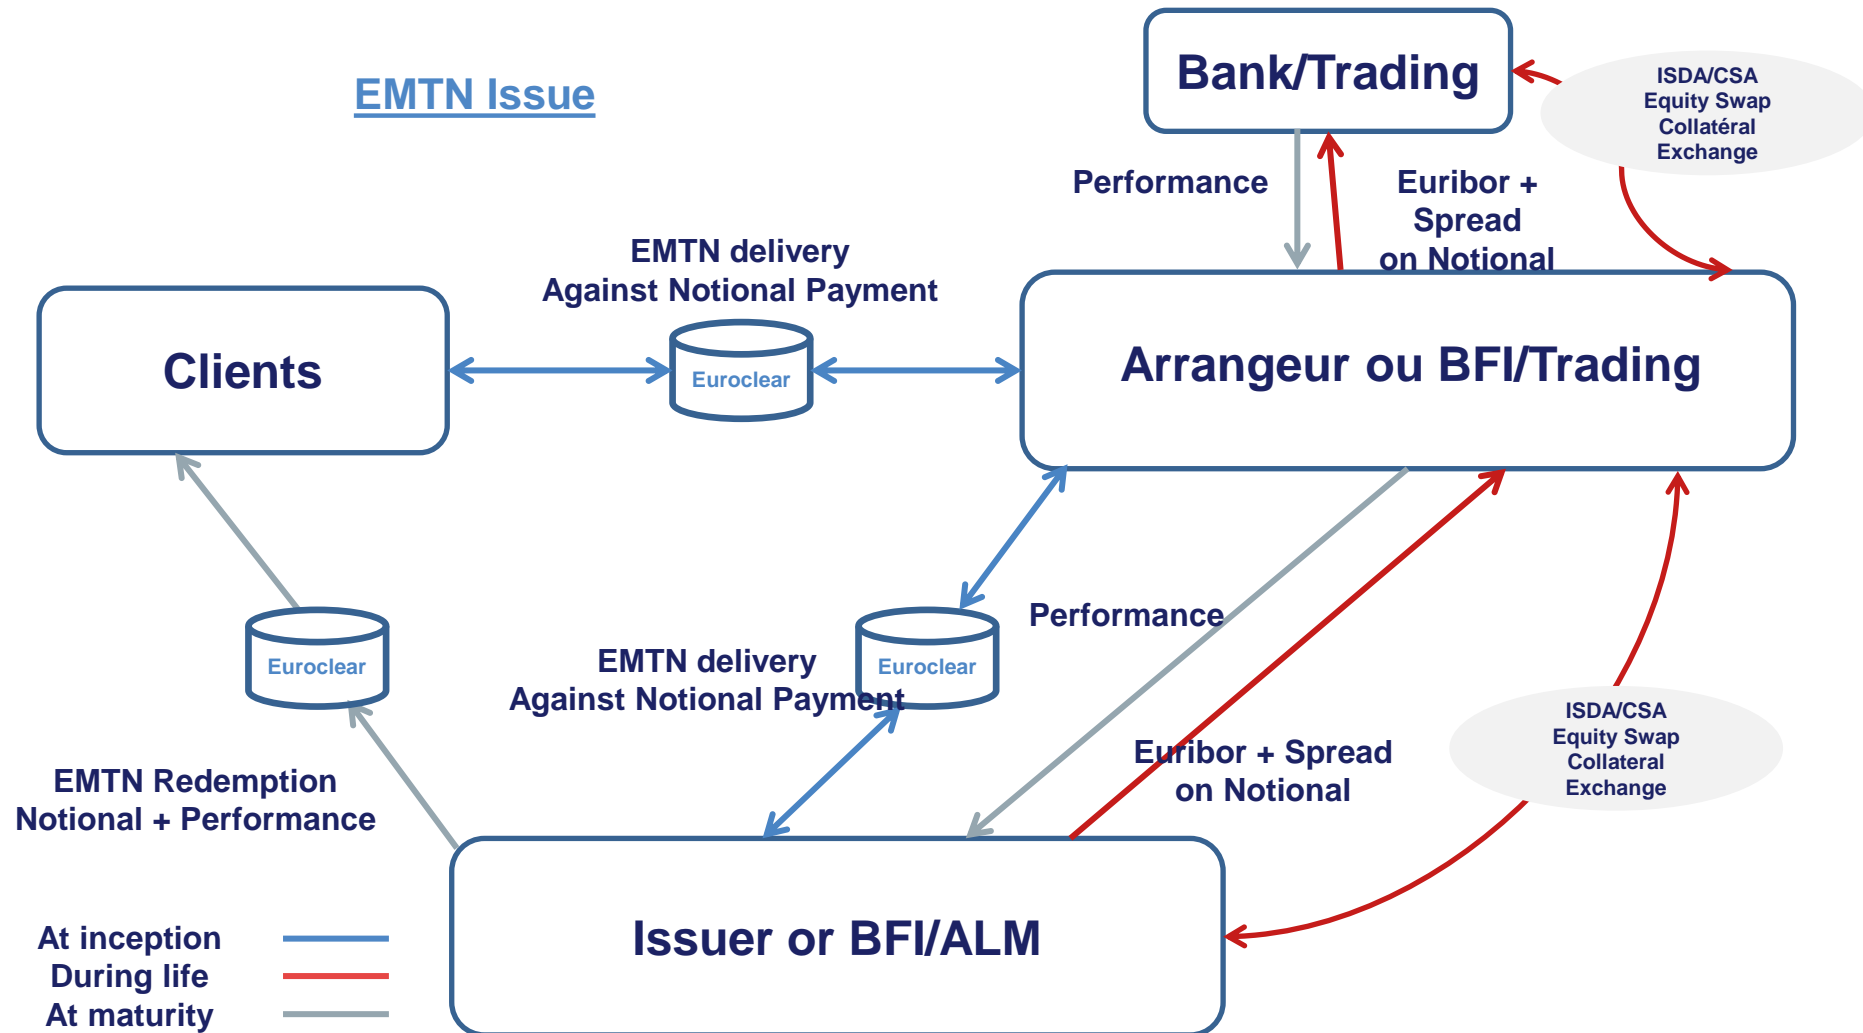 EMTN Issue
Bank/Trading
ISDA/CSA
Equity Swap
Collatéral
Exchange
Performance
Euribor +
Spread
on Notional
EMTN delivery
Against Notional Payment
Clients
Euroclear
Arrangeur ou BFI/Trading
Performance
Euroclear
EMTN delivery
Against Notional Payment
Euroclear
ISDA/CSA
Equity Swap
Collateral
Exchange
Euribor + Spread
on Notional
EMTN Redemption
Notional + Performance
Issuer or BFI/ALM
At inception
During life
At maturity